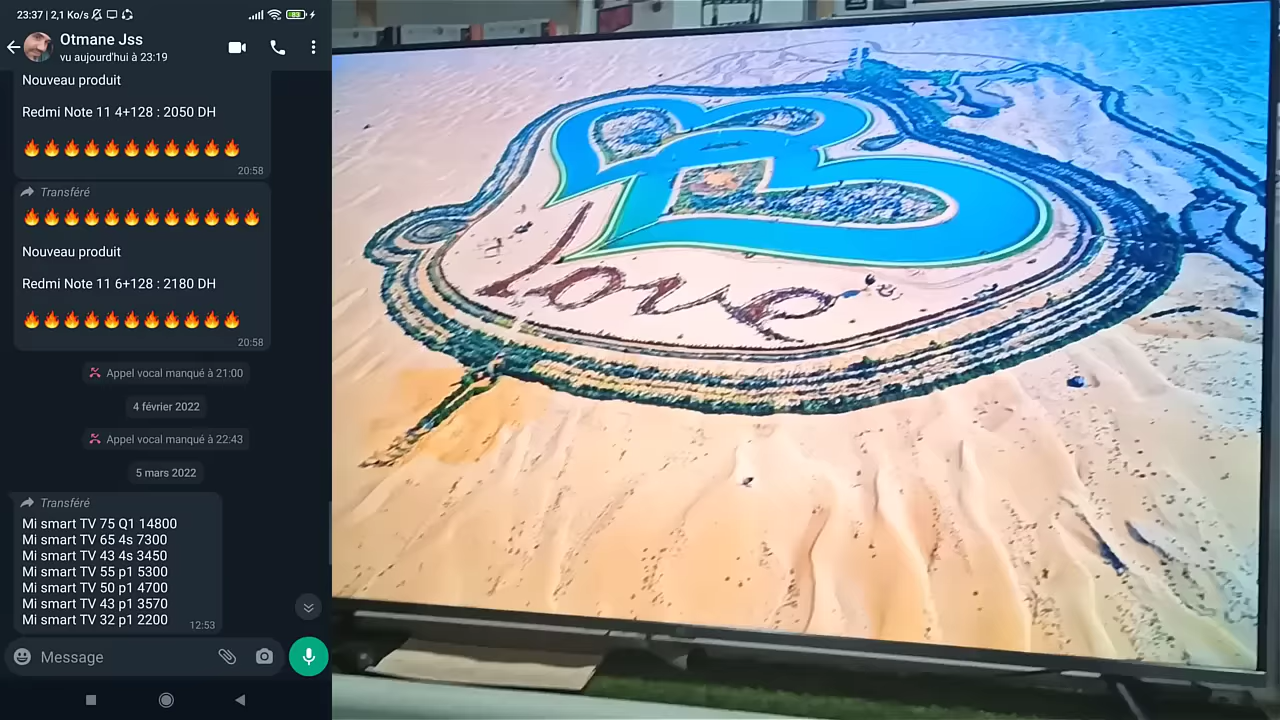 23:37 | 2,1 Ko/s
83
Otmane Jss
vu aujourd'hui à 23:19
Nouveau produit
Redmi Note 11 4+128 : 2050 DH
🔥🔥🔥🔥🔥🔥🔥🔥🔥🔥🔥
20:58
Transféré
🔥🔥🔥🔥🔥🔥🔥🔥🔥🔥🔥🔥
Nouveau produit
Redmi Note 11 6+128 : 2180 DH
🔥🔥🔥🔥🔥🔥🔥🔥🔥🔥🔥
20:58
Appel vocal manqué à 21:00
4 février 2022
Appel vocal manqué à 22:43
5 mars 2022
Transféré
Mi smart TV 75 Q1 14800
Mi smart TV 65 4s 7300
Mi smart TV 43 4s 3450
Mi smart TV 55 p1 5300
Mi smart TV 50 p1 4700
Mi smart TV 43 p1 3570
Mi smart TV 32 p1 2200
12:53
Message
Love